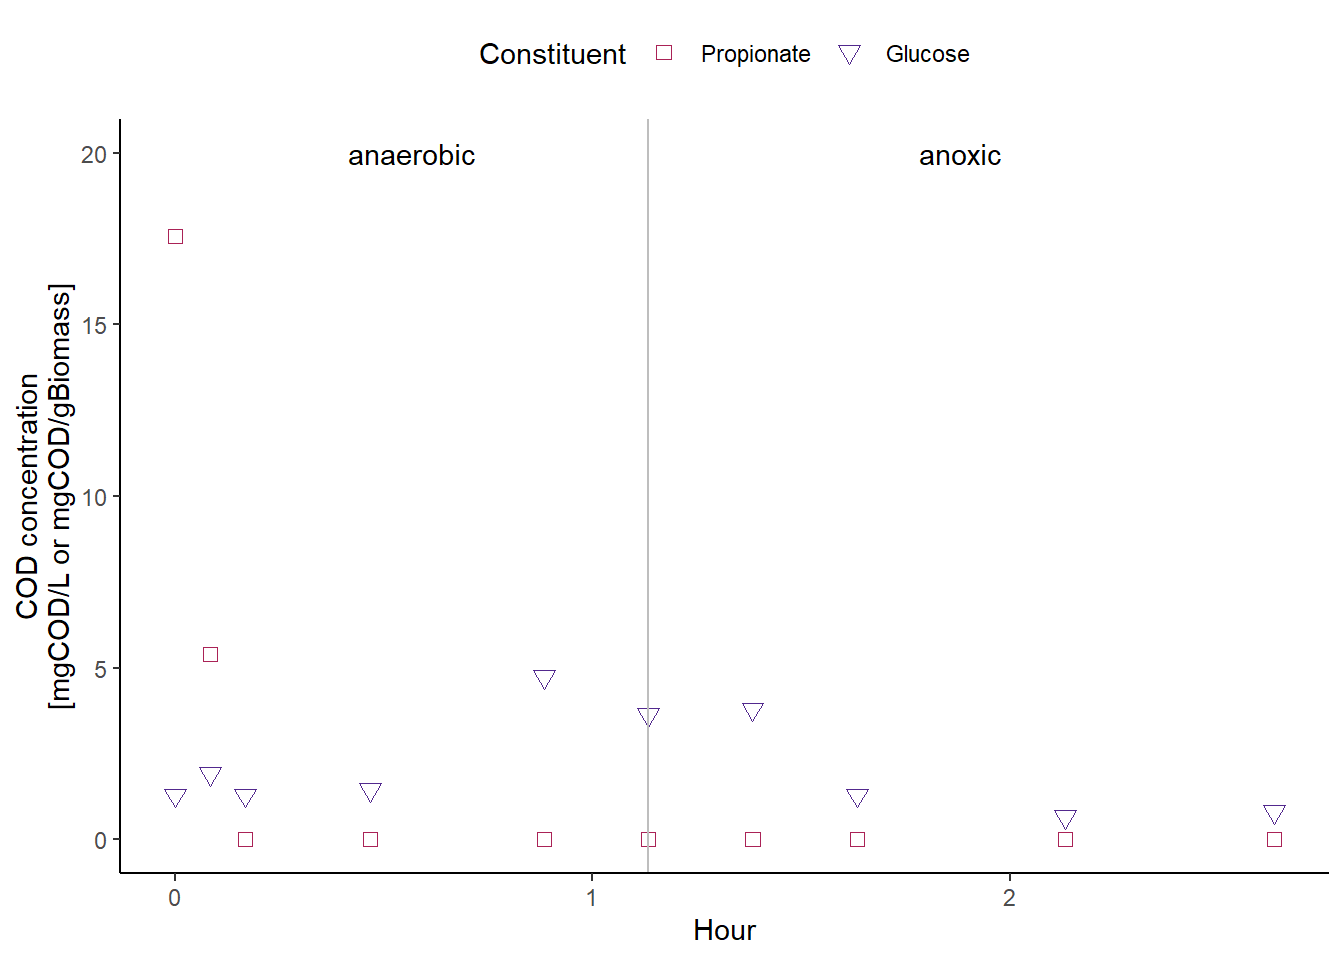 Constituent Propionate Glucose
anaerobic anoxic
20
15
10
5
0
COD concentration
[mgCOD/L or mgCOD/gBiomass]
0 1 2
Hour